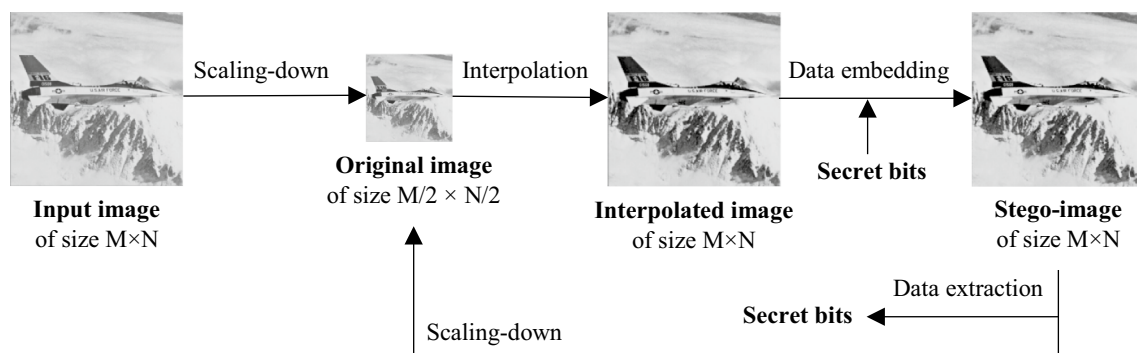 Scaling-down
Interpolation
Data embedding
Secret bits
Input image
of size M×N
Original image
of size M/2 × N/2
Interpolated image
of size M×N
Stego-image
of size M×N
Data extraction
Secret bits
Scaling-down